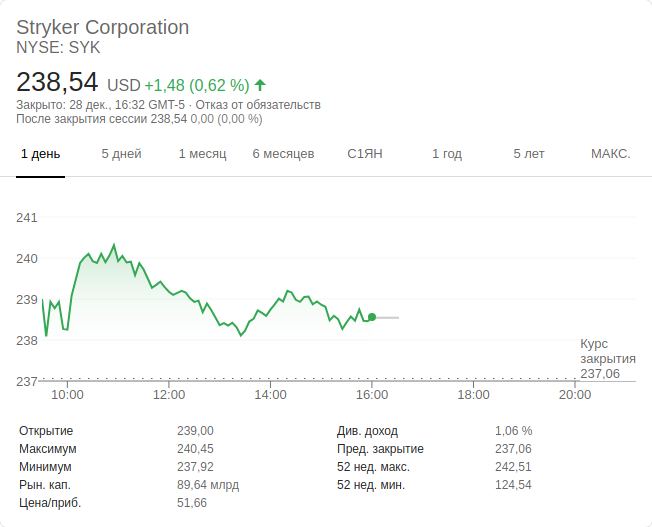 Stryker Corporation
NYSE: SYK
238,54 USD +1,48 (0,62 %)
Закрыто: 28 дек., 16:32 GMT-5 · Отказ от обязательств
После закрытия сессии 238,54 0,00 (0,00 %)
1 день 5 дней 1 месяц 6 месяцев С1ЯН 1 год 5 лет МАКС.
241
240
239
238
237
Курс
закрытия
237,06
10:00 12:00 14:00 16:00 18:00 20:00
Открытие 239,00 Див. доход 1,06 %
Максимум 240,45 Пред. закрытие 237,06
Минимум 237,92 52 нед. макс. 242,51
Рын. кап. 89,64 млрд 52 нед. мин. 124,54
Цена/приб. 51,66